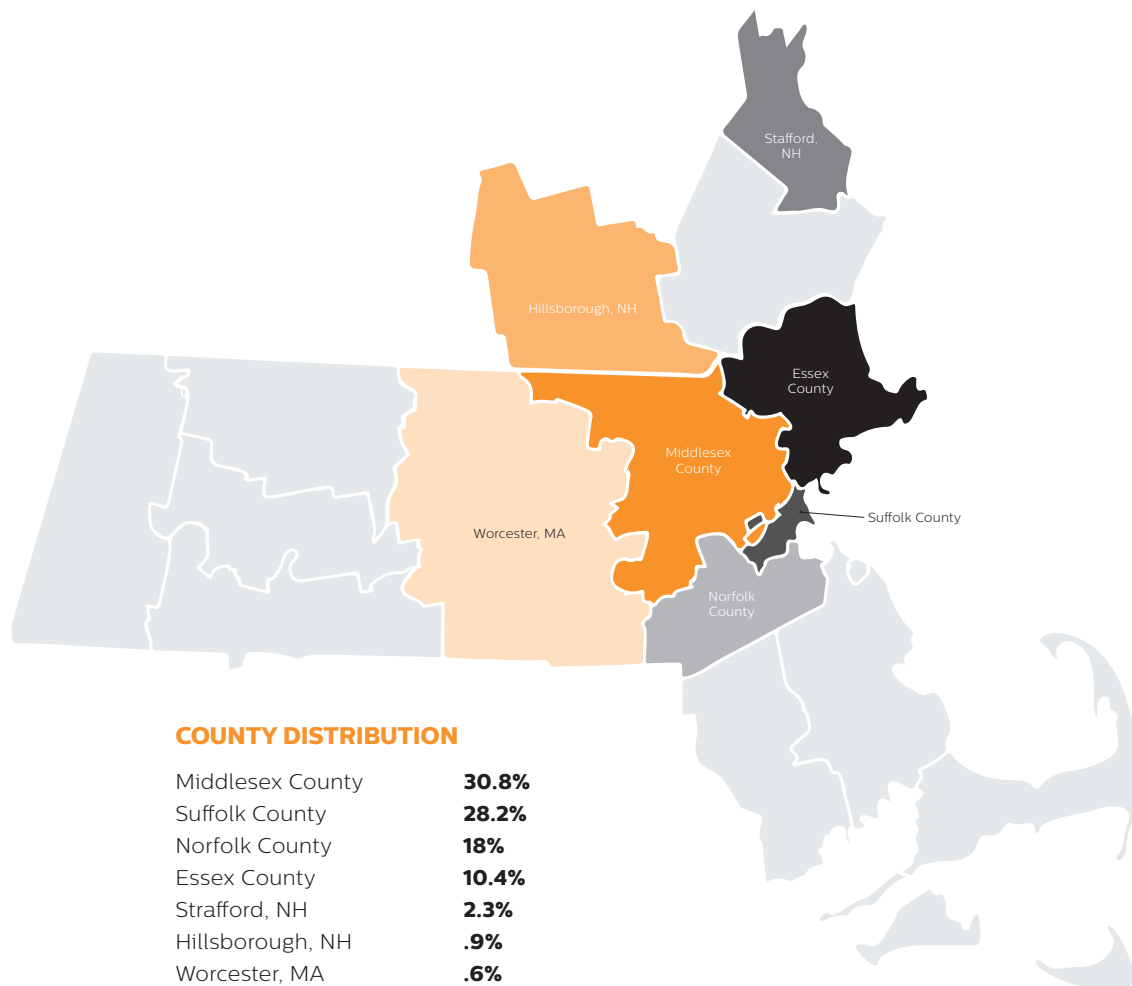 Stafford,
NH
Hillsborough, NH
Essex
County
Middlesex
County
Suffolk County
Worcester, MA
Norfolk
County
COUNTY DISTRIBUTION
Middlesex County 30.8%
Suffolk County 28.2%
Norfolk County 18%
Essex County 10.4%
Strafford, NH 2.3%
Hillsborough, NH .9%
Worcester, MA .6%